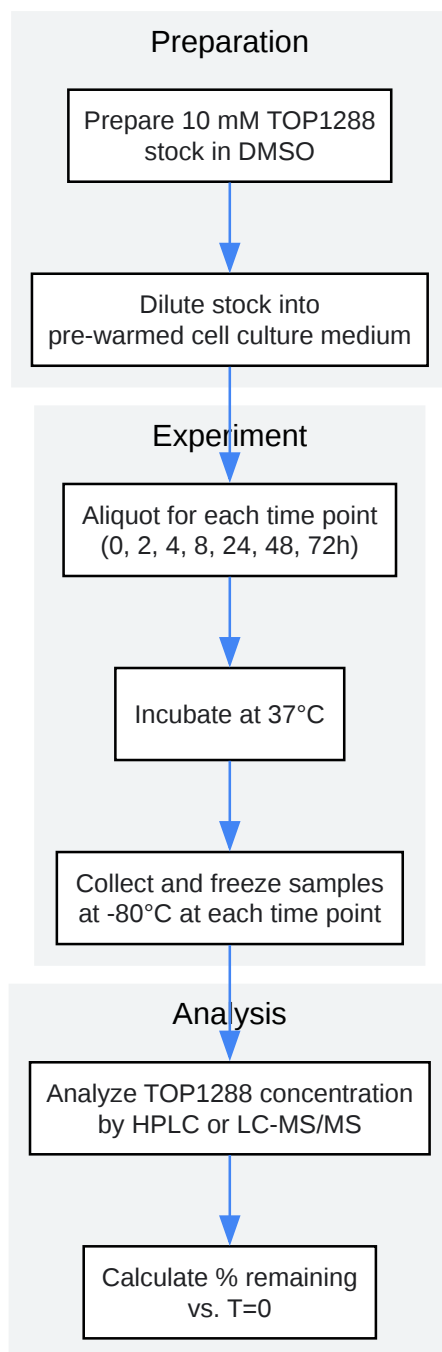 Preparation
Prepare 10 mM TOP1288
stock in DMSO
Dilute stock into
pre-warmed cell culture medium
Experiment
Aliquot for each time point
(0, 2, 4, 8, 24, 48, 72h)
Incubate at 37°C
Collect and freeze samples
at -80°C at each time point
Analysis
Analyze TOP1288 concentration
by HPLC or LC-MS/MS
Calculate % remaining
vs. T=0